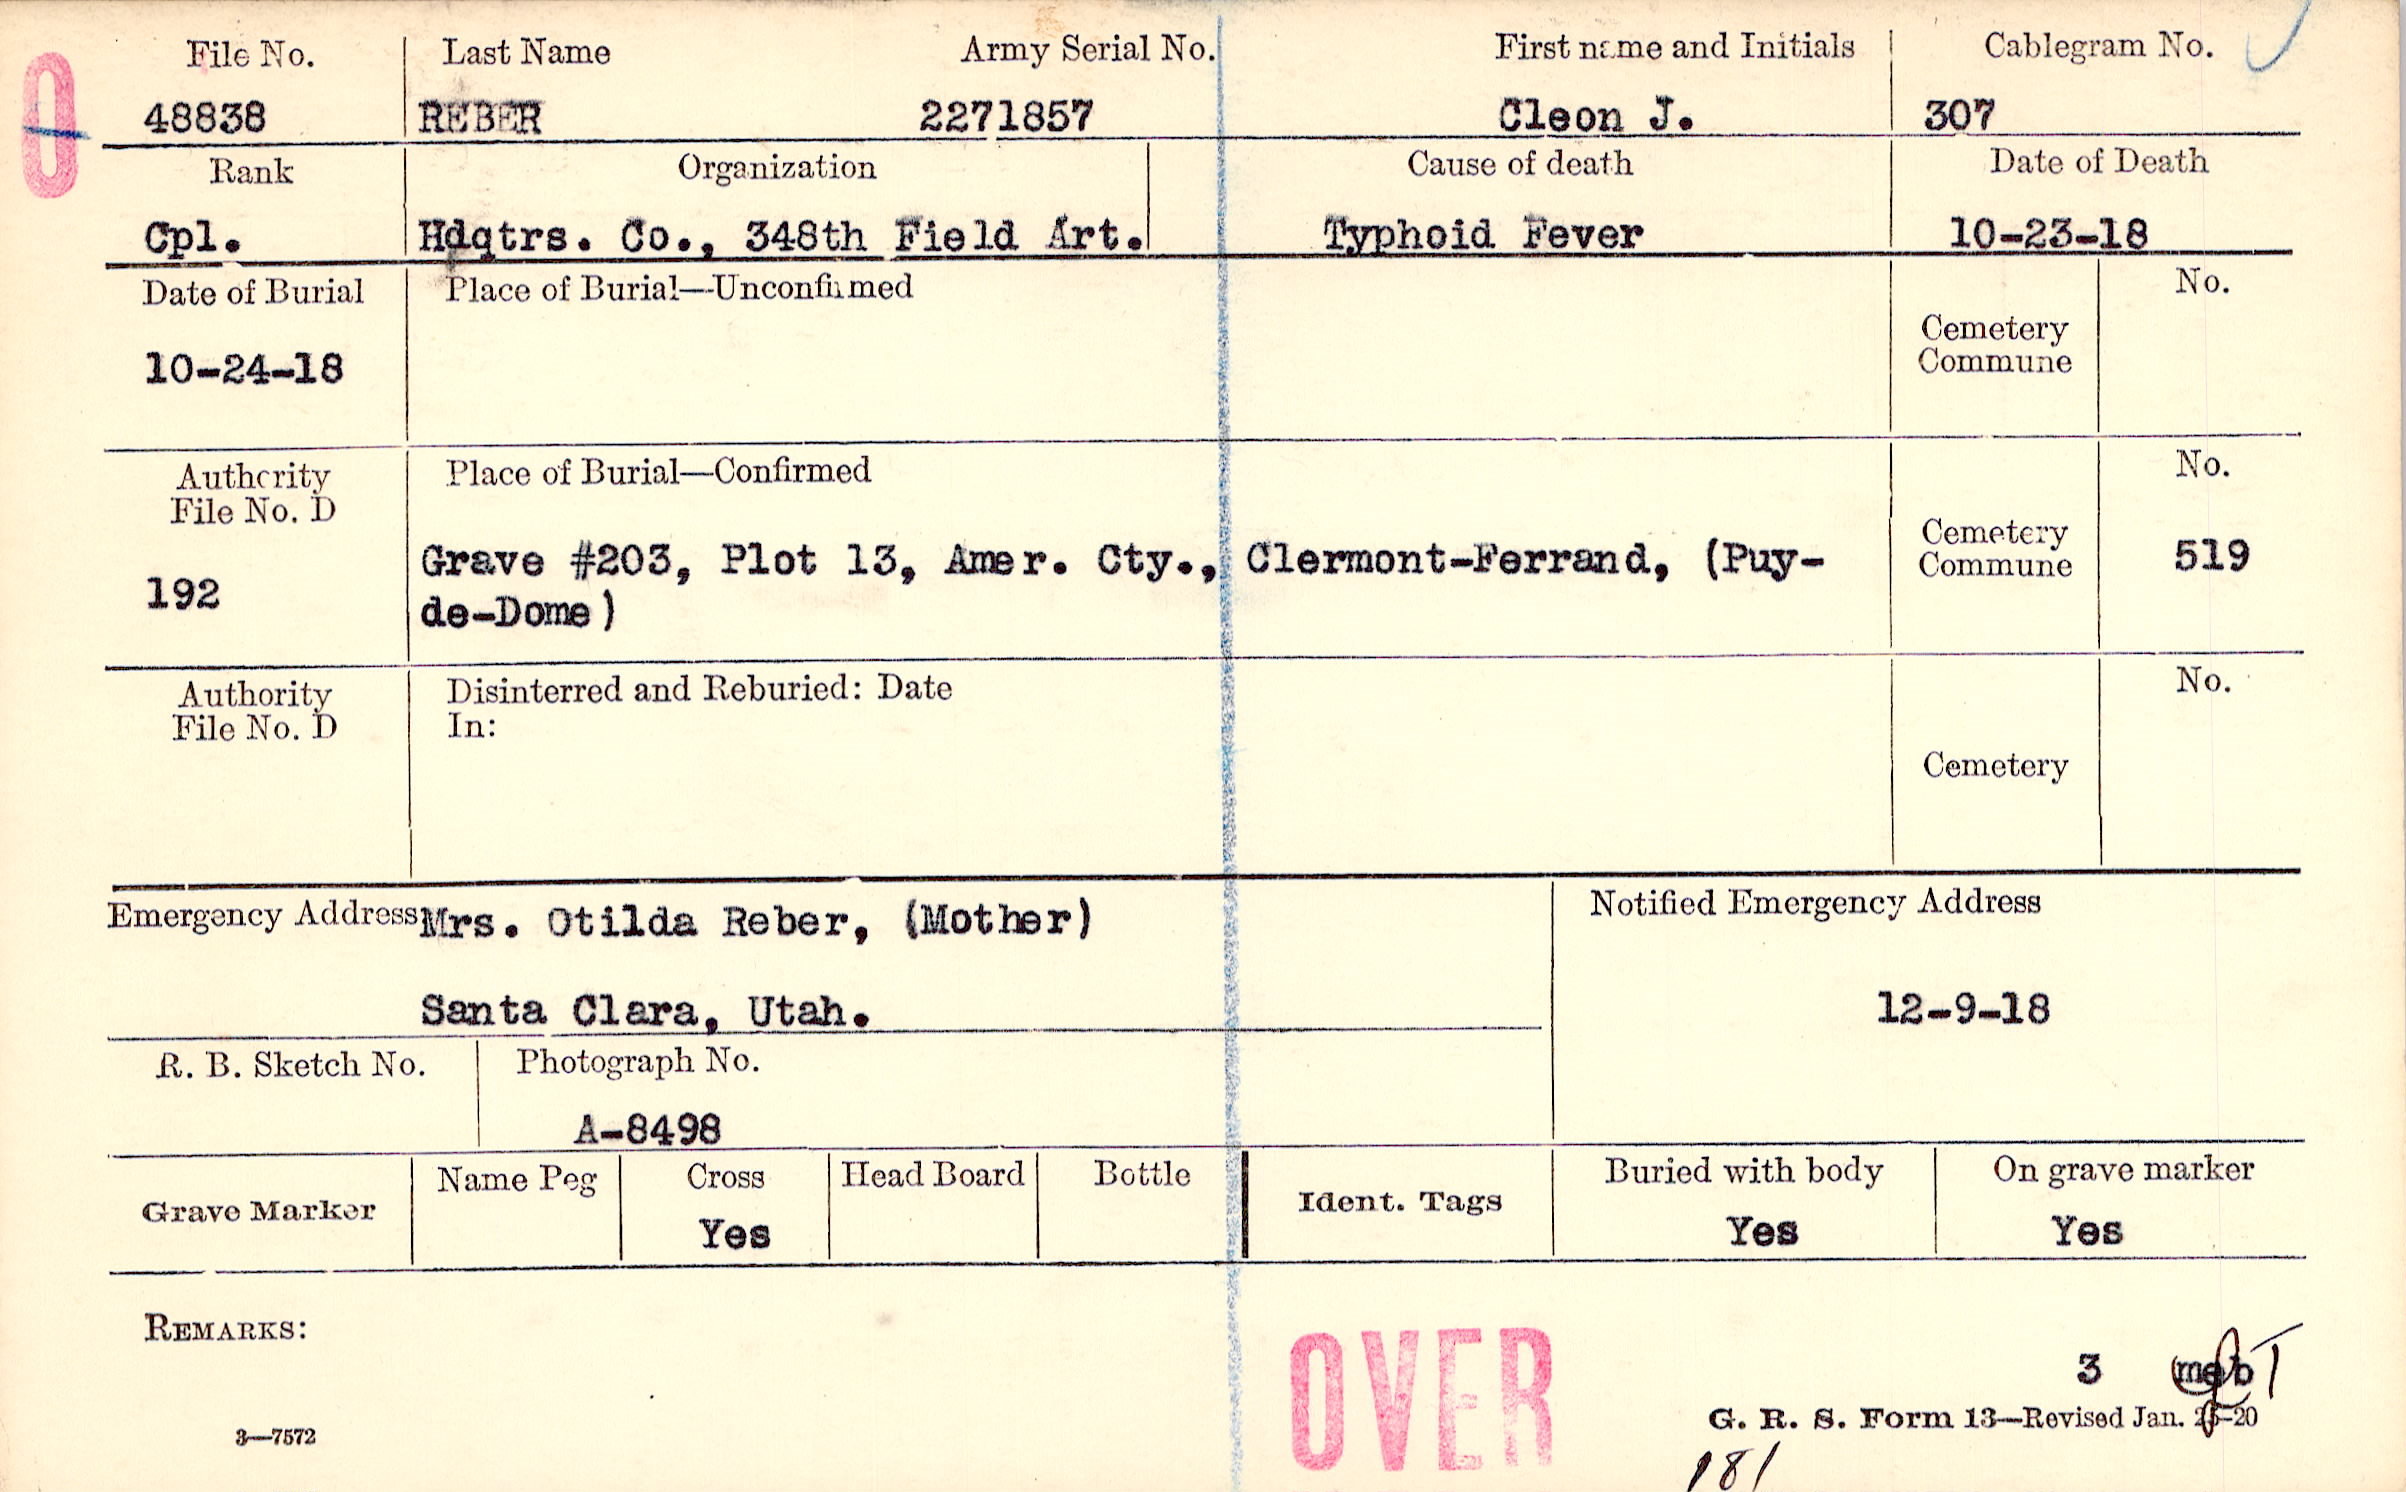 0
File No. Last Name Army Serial No. First name and Initials Cablegram No.
48838 REBER 2271857 Cleon J. 307
Rank Organization Cause of death Date of Death
Cpl. Hdqtrs. Co., 348th Field Art. Typhoid Fever 10-23-18
Date of Burial Place of Burial—Unconfirmed No.
Cemetery
Commune
10-24-18
Authority Place of Burial—Confirmed No.
File No. D
Grave #203, Plot 13, Amer. Cty., Clermont-Ferrand, (Puy-
de-Dome)
192
Cemetery
Commune
519
Authority Disinterred and Reburied: Date No.
File No. D In:
Cemetery
Emergency Address Mrs. Otilda Reber, (Mother) Notified Emergency Address
Santa Clara, Utah. 12-9-18
R. B. Sketch No. Photograph No.
A-8498
Grave Marker Name Peg Cross Head Board Bottle Ident. Tags Buried with body On grave marker
Yes Yes Yes
REMARKS:
OVER
3
G. R. S. Form 13—Revised Jan.
3—7572
181